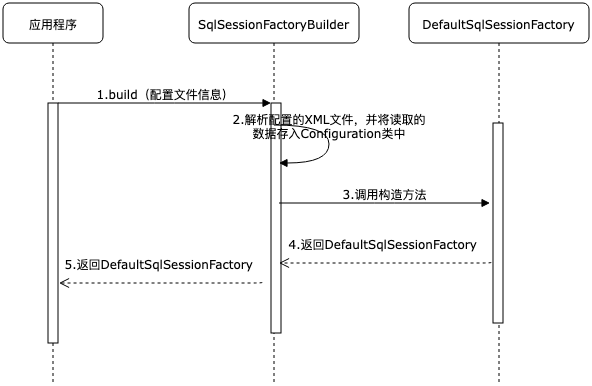 应用程序
SqlSessionFactoryBuilder
DefaultSqlSessionFactory
1.build（配置文件信息）
2.解析配置的XML文件，并将读取的
数据存入Configuration类中
3.调用构造方法
4.返回DefaultSqlSessionFactory
5.返回DefaultSqlSessionFactory